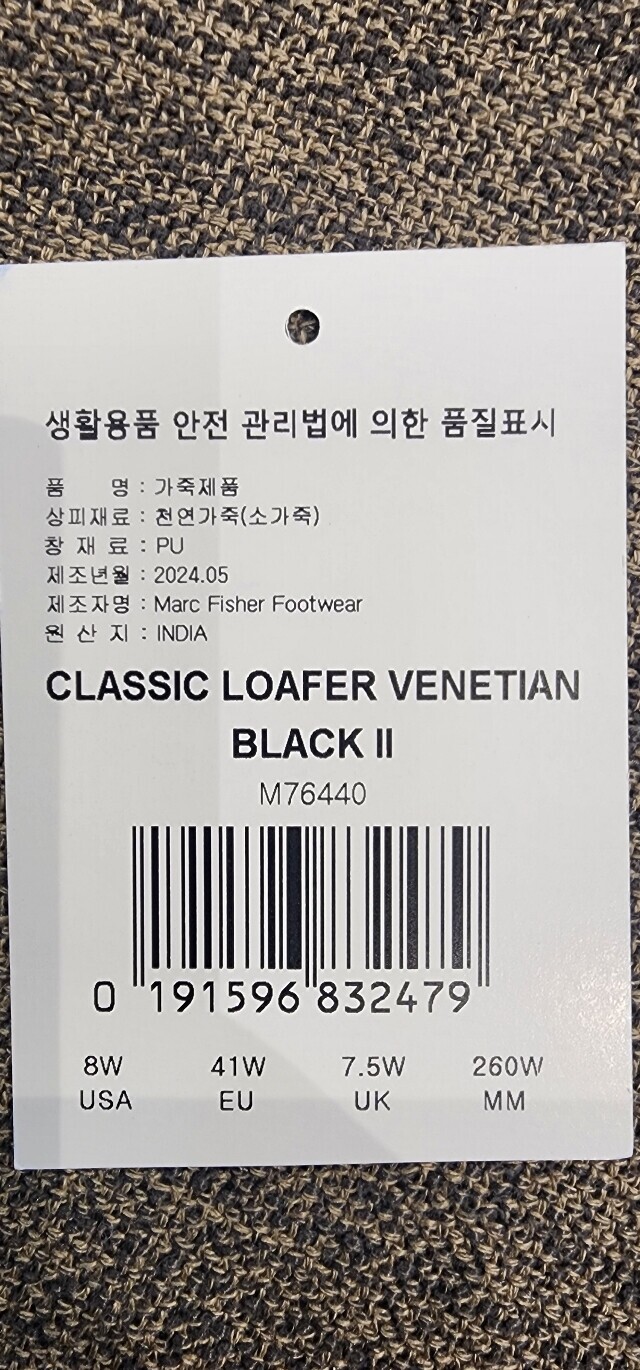 생활용품 안전 관리법에 의한 품질표시
품 명 : 가죽제품
상피재료 : 천연가죽(소가죽)
창 재 료 : PU
제조년월 : 2024.05
제조자명 : Marc Fisher Footwear
원 산 지 : INDIA
CLASSIC LOAFER VENETIAN
BLACK II
M76440
0 191596 832479
8W 41W 7.5W 260W
USA EU UK MM